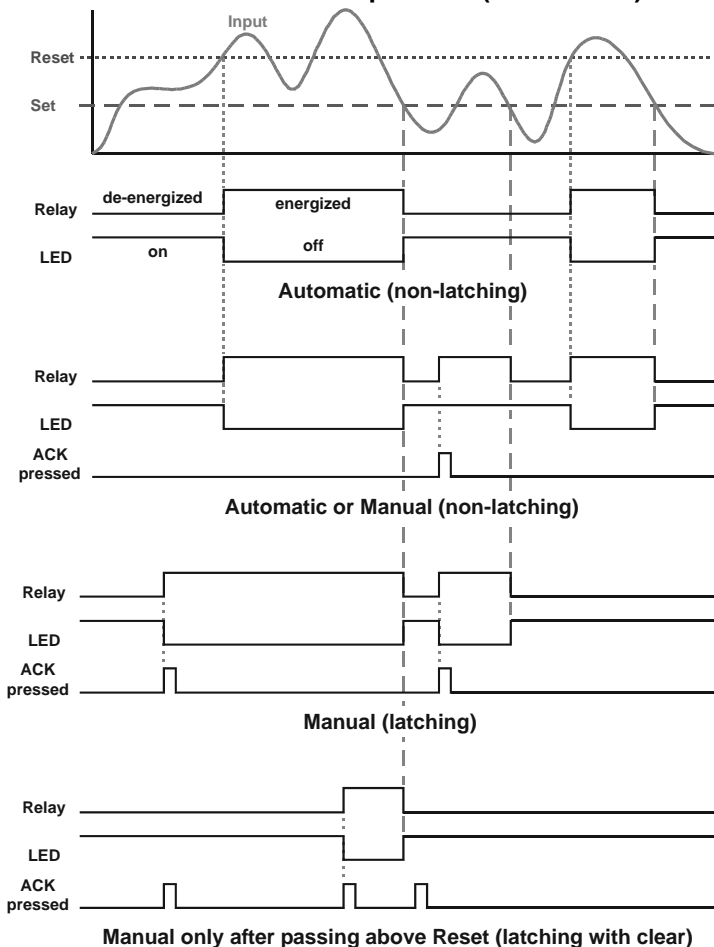 Input
Reset
Set
de-energized
energized
Relay
LED
on
off
Automatic (non-latching)
Relay
LED
ACK
pressed
Automatic or Manual (non-latching)
Relay
LED
ACK
pressed
Manual (latching)
Relay
LED
ACK
pressed
Manual only after passing above Reset (latching with clear)